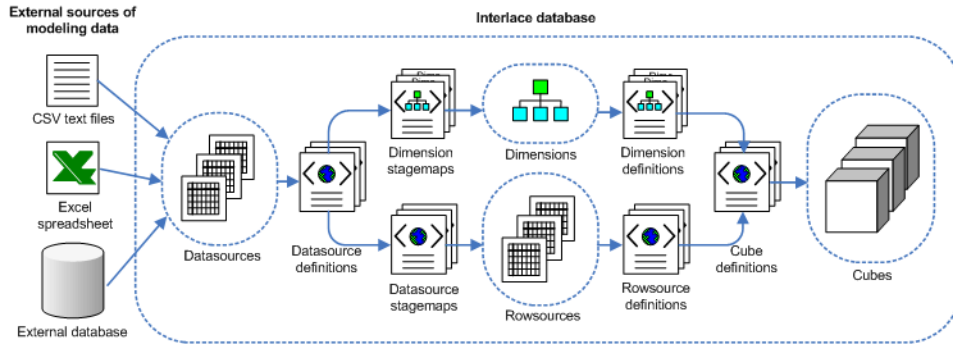 External sources of
modeling data
Interlace database
CSV text files
Excel
spreadsheet
External database
Datasources
Datasource
definitions
Dimension
stagemaps
Dimensions
Dimension
definitions
Datasource
stagemaps
Rowsources
Rowsource
definitions
Cube
definitions
Cubes